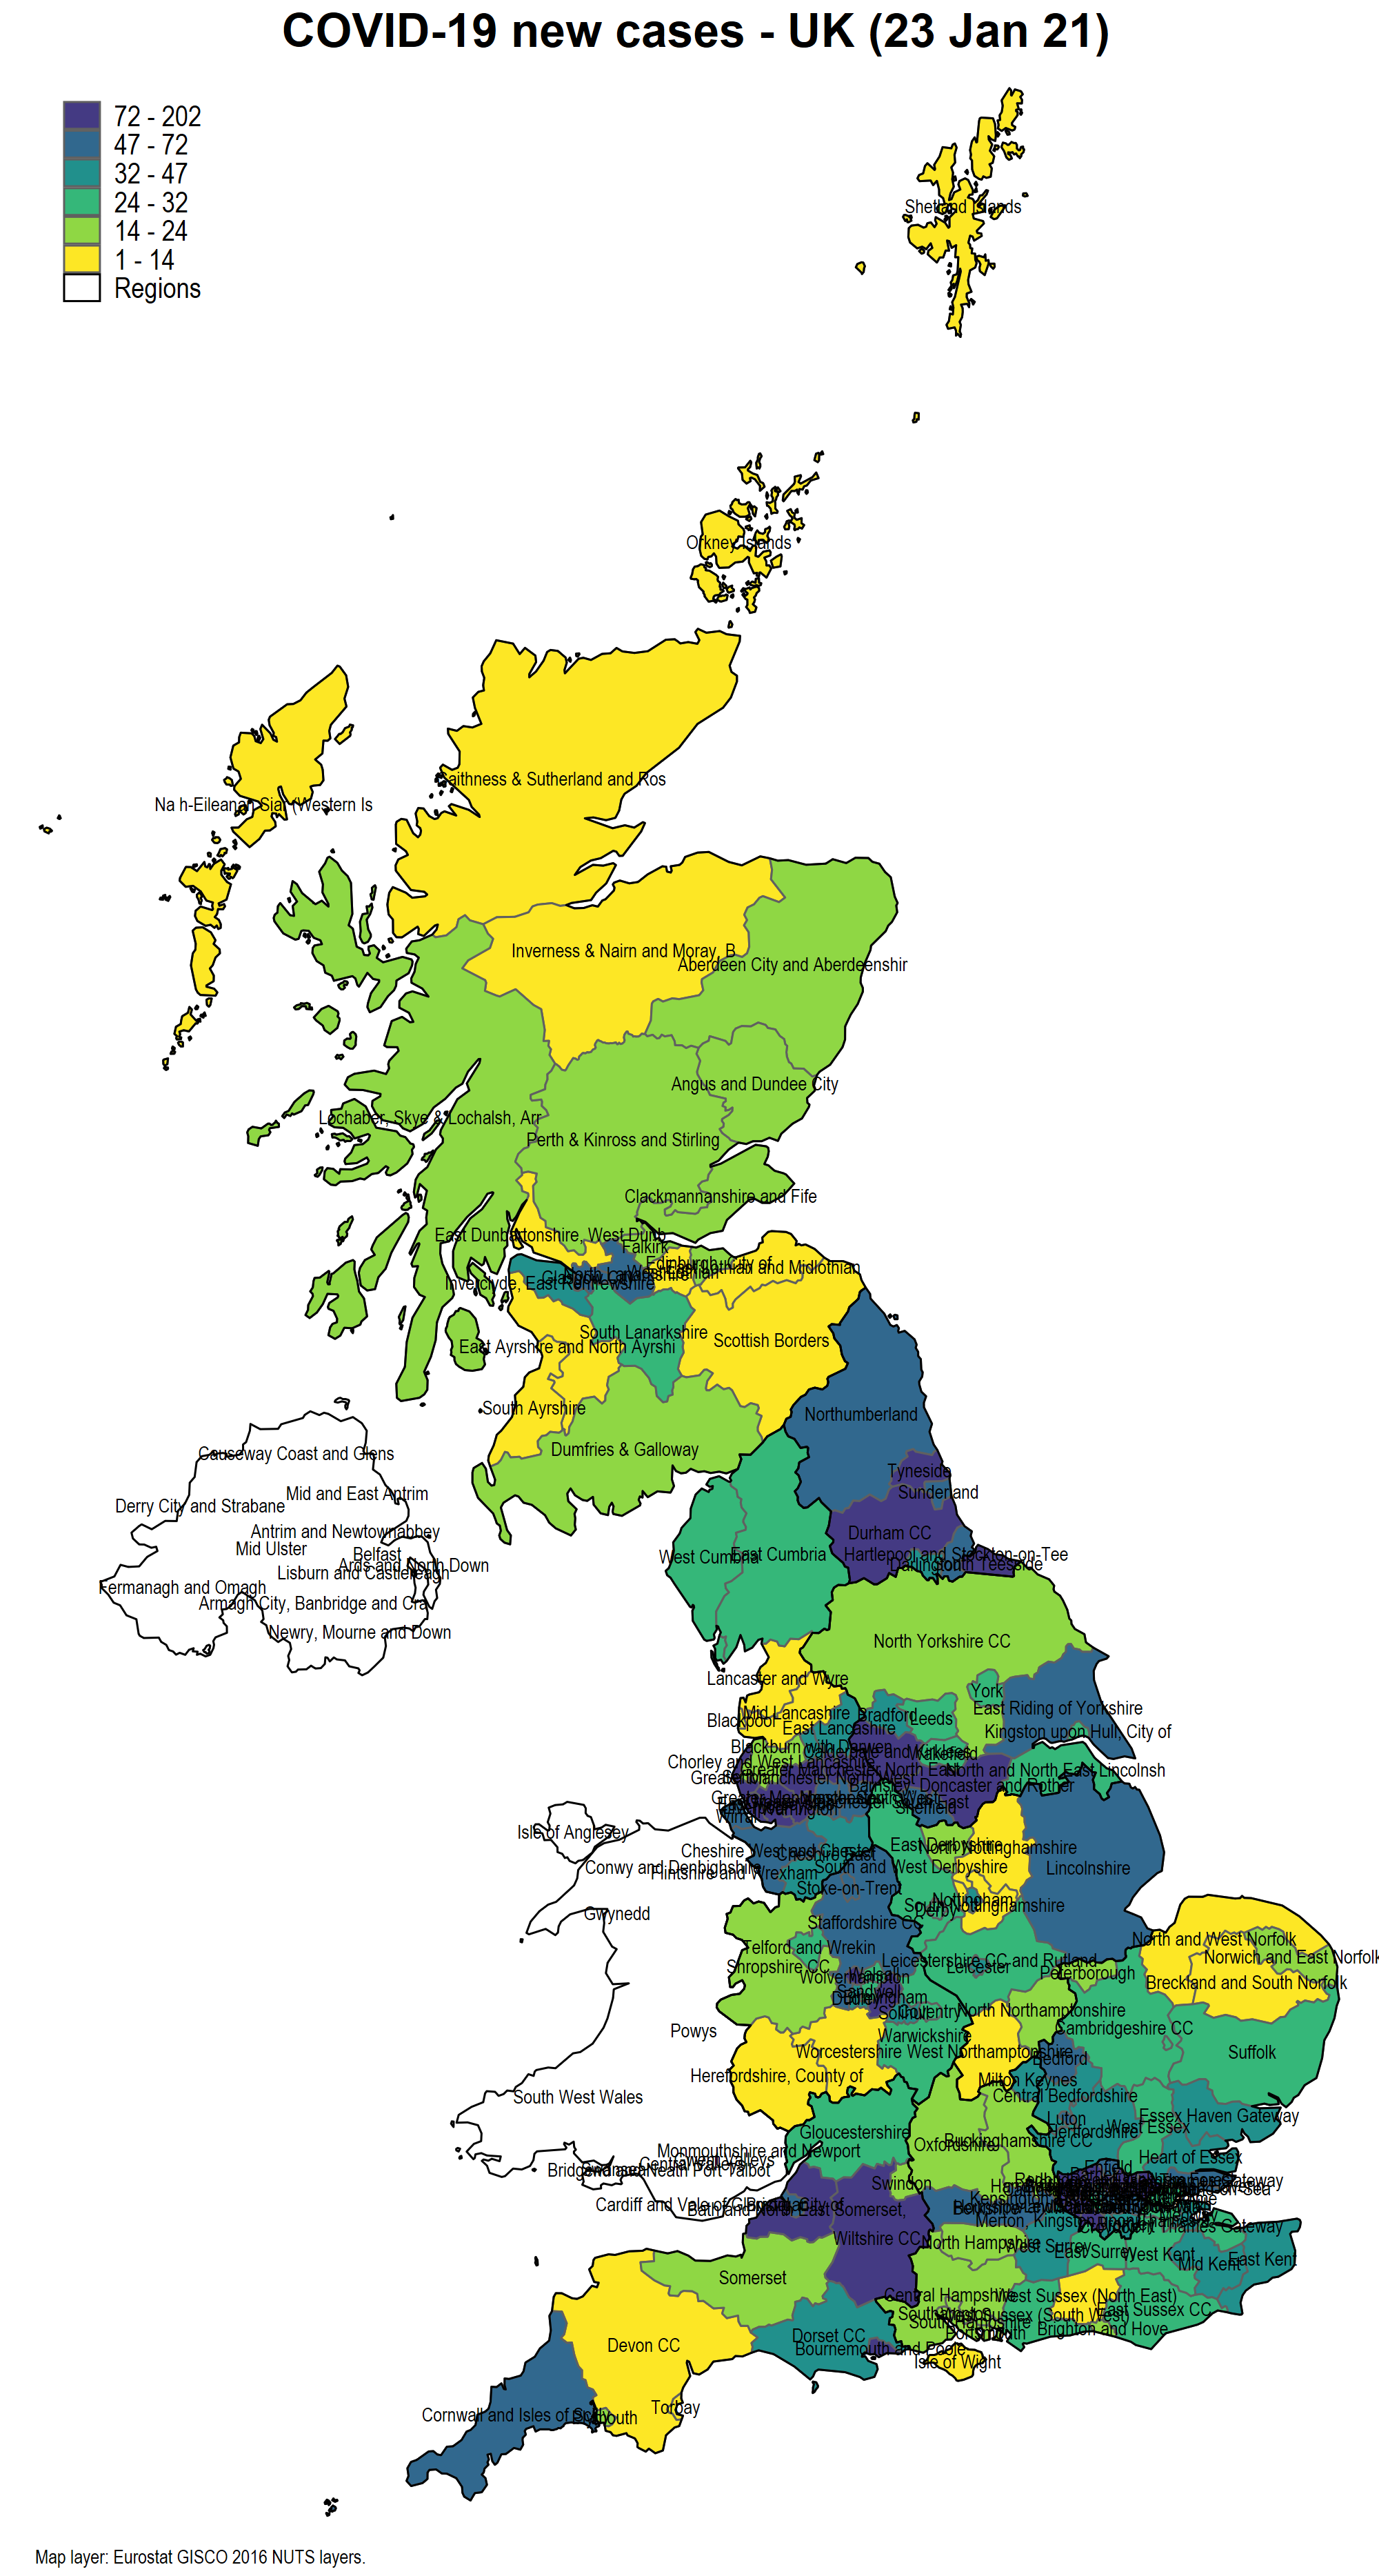 COVID-19 new cases - UK (23 Jan 21)
72 - 202
47 - 72
32 - 47
24 - 32
14 - 24
1 - 14
Regions
Shetland Islands
Orkney Islands
Caithness & Sutherland and Ros
Na h-Eileanan Siar (Western Is
Inverness & Nairn and Moray, B
Aberdeen City and Aberdeenshir
Angus and Dundee City
Lochaber, Skye & Lochalsh, Arr
Perth & Kinross and Stirling
Clackmannanshire and Fife
East Dunbartonshire, West Dunb
Falkirk
Edinburgh, City of
East Lothian and Midlothian
Inverclyde, East Renfrewshire
South Lanarkshire
Scottish Borders
East Ayrshire and North Ayrshi
South Ayrshire
Northumberland
Dumfries & Galloway
Causeway Coast and Glens
Tyneside
Mid and East Antrim
Sunderland
Derry City and Strabane
Antrim and Newtownabbey
Durham CC
Mid Ulster
Belfast
West Cumbria
East Cumbria
Hartlepool and Stockton-on-Tee
Darlington
South Teesside
Ards and North Down
Lisburn and Castlereagh
Fermanagh and Omagh
Armagh City, Banbridge and Cra
Newry, Mourne and Down
North Yorkshire CC
Lancaster and Wyre
York
East Riding of Yorkshire
Mid Lancashire
Blackpool
Bradford
Leeds
East Lancashire
Kingston upon Hull, City of
Blackburn with Darwen
Calderdale and Kirklees
Wakefield
Chorley and West Lancashire
Greater Manchester North East
North and North East Lincolnsh
Greater Manchester North West
Barnsley
Doncaster and Rother
Sheffield
Warrington
Wirral
Isle of Anglesey
East Derbyshire
North Nottinghamshire
Cheshire West and Chester
Cheshire East
Conwy and Denbighshire
South and West Derbyshire
Lincolnshire
Flintshire and Wrexham
Stoke-on-Trent
Nottingham
South Nottinghamshire
Derby
Gwynedd
Staffordshire CC
North and West Norfolk
Telford and Wrekin
Norwich and East Norfolk
Leicestershire CC and Rutland
Leicester
Shropshire CC
Peterborough
Walsall
Wolverhampton
Breckland and South Norfolk
Sandwell
Dudley
Birmingham
Solihull
Coventry
North Northamptonshire
Cambridgeshire CC
Powys
Warwickshire
Worcestershire
West Northamptonshire
Suffolk
Bedford
Herefordshire, County of
Milton Keynes
Central Bedfordshire
South West Wales
Essex Haven Gateway
Luton
Hertfordshire
West Essex
Gloucestershire
Oxfordshire
Buckinghamshire CC
Monmouthshire and Newport
Heart of Essex
Gwent Valleys
Central Valleys
Enfield
Bridgend and Neath Port Talbot
Swansea
Swindon
Cardiff and Vale of Glamorgan
Bristol, City of
Bath and North East Somerset,
Kent Thames Gateway
Croydon
Wiltshire CC
North Hampshire
West Surrey
East Surrey
West Kent
Mid Kent
East Kent
Somerset
Central Hampshire
West Sussex (North East)
Southampton
West Sussex (South West)
East Sussex CC
South Hampshire
Brighton and Hove
Dorset CC
Portsmouth
Devon CC
Bournemouth and Poole
Isle of Wight
Torbay
Cornwall and Isles of Scilly
Plymouth
Map layer: Eurostat GISCO 2016 NUTS layers.